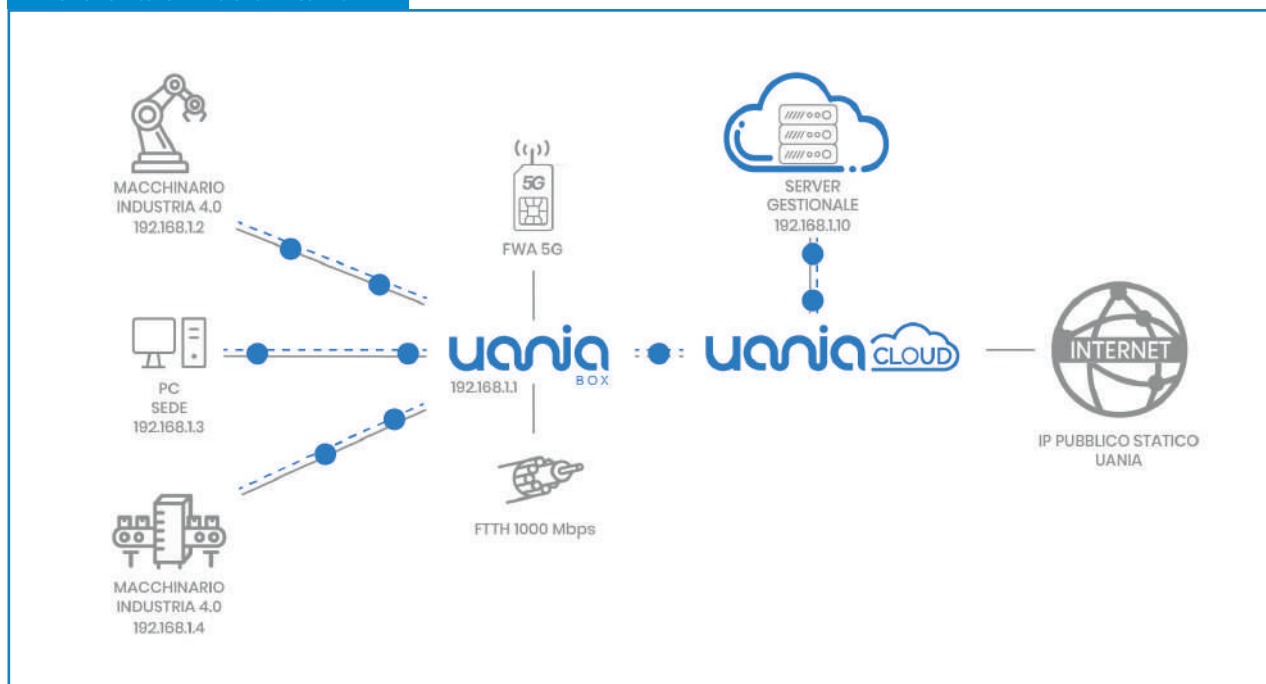 MACCHINARIO
INDUSTRIA 4.0
192.168.1.2
5G
FWA 5G
SERVER
GESTIONALE
192.168.1.10
PC
SEDE
192.168.1.3
uania
BOX
192.168.1.1
uania CLOUD
INTERNET
IP PUBBLICO STATICO
UANIA
FTTH 1000 Mbps
MACCHINARIO
INDUSTRIA 4.0
192.168.1.4